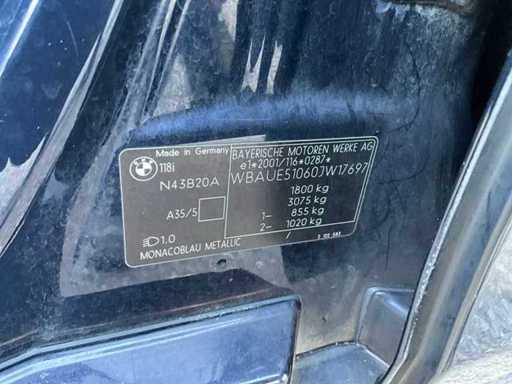 Made in Germany
118i
N43B20A
A35/5
1.0
MONACOBLAU METALLIC
BAYERISCHE MOTOREN WERKE AG
e1*2001/116*0287*
WBAUE510607W17697
1800 kg
3075 kg
1- 855 kg
2- 1020 kg
/